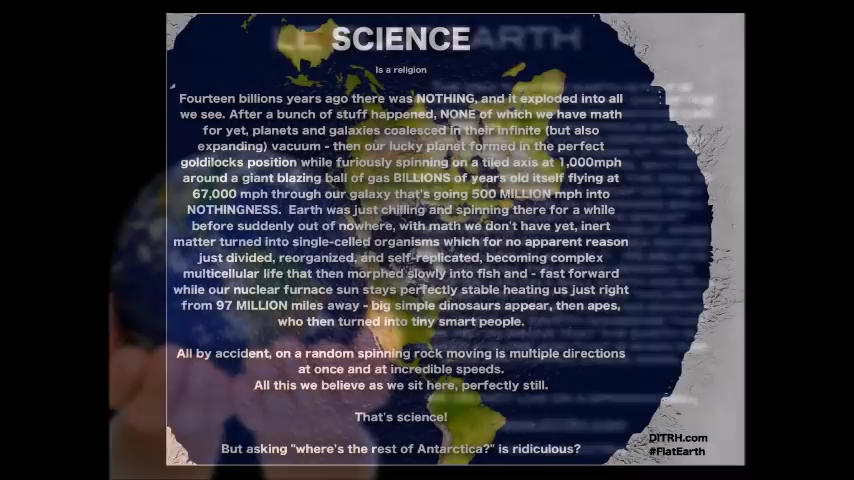 SCIENCE
Is a religion
Fourteen billions years ago there was NOTHING, and it exploded into all
we see. After a bunch of stuff happened, NONE of which we have math
for yet, planets and galaxies coalesced in their infinite (but also
expanding) vacuum - then our lucky planet formed in the perfect
goldilocks position while furiously spinning on a tiled axis at 1,000mph
around a giant blazing ball of gas BILLIONS of years old itself flying at
67,000 mph through our galaxy that's going 500 MILLION mph into
NOTHINGNESS. Earth was just chilling and spinning there for a while
before suddenly out of nowhere, with math we don't have yet, inert
matter turned into single-celled organisms which for no apparent reason
just divided, reorganized, and self-replicated, becoming complex
multicellular life that then morphed slowly into fish and - fast forward
while our nuclear furnace sun stays perfectly stable heating us just right
from 97 MILLION miles away - big simple dinosaurs appear, then apes,
who then turned into tiny smart people.
All by accident, on a random spinning rock moving is multiple directions
at once and at incredible speeds.
All this we believe as we sit here, perfectly still.
That's science!
But asking "where's the rest of Antarctica?" is ridiculous?
DITRH.com
#FlatEarth